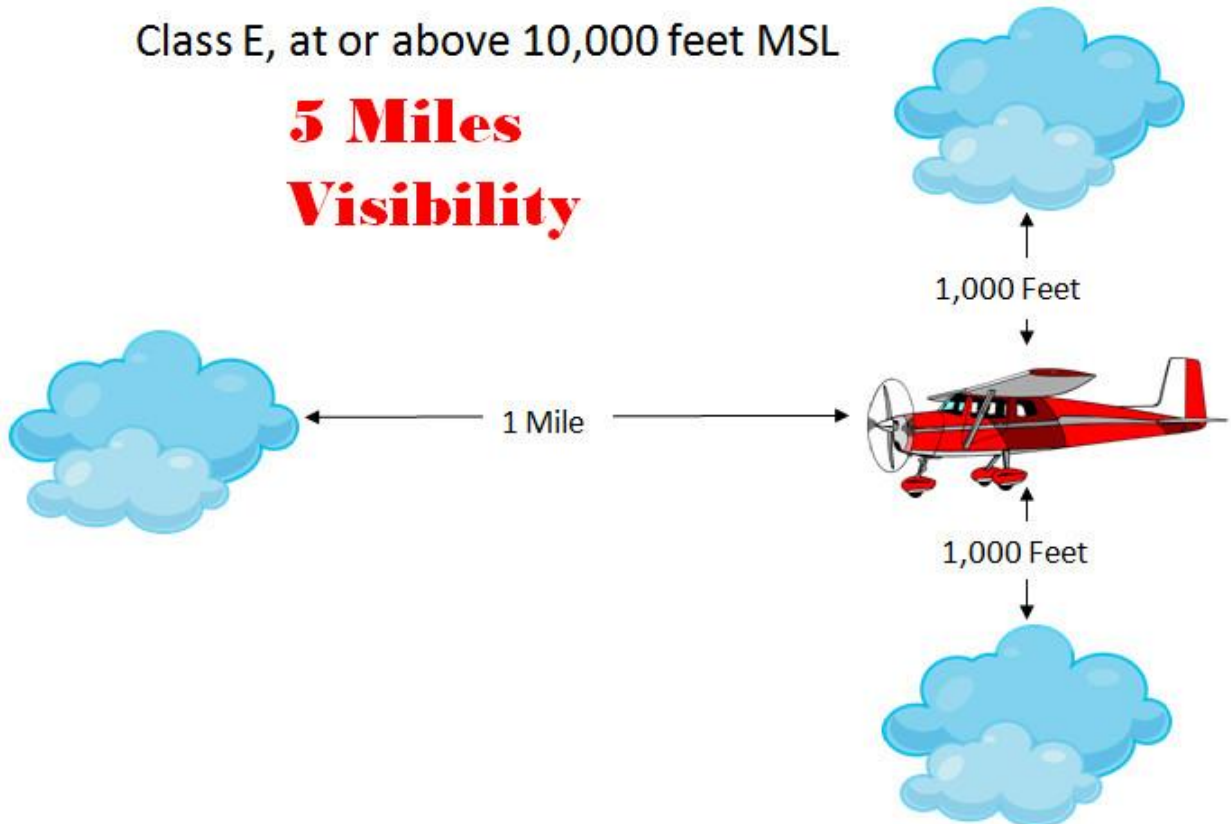 Class E, at or above 10,000 feet MSL
5 Miles
Visibility
1,000 Feet
1 Mile
1,000 Feet